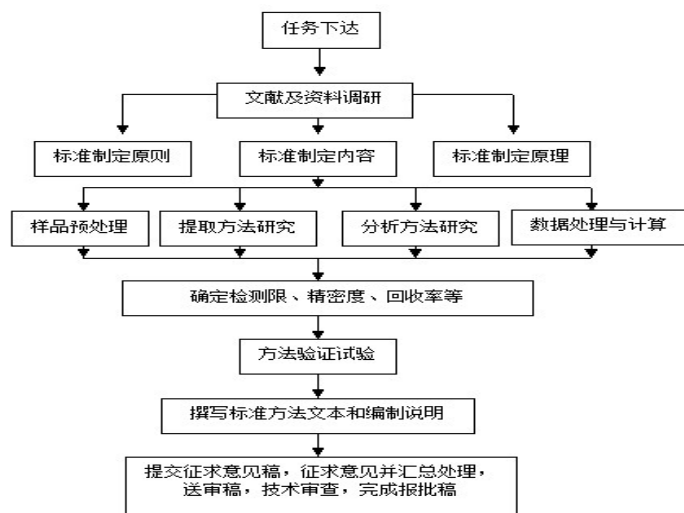 任务下达
文献及资料调研
标准制定原则
标准制定内容
标准制定原理
样品预处理
提取方法研究
分析方法研究
数据处理与计算
确定检测限、精密度、回收率等
方法验证试验
撰写标准方法文本和编制说明
提交征求意见稿，征求意见并汇总处理，
送审稿，技术审查，完成报批稿